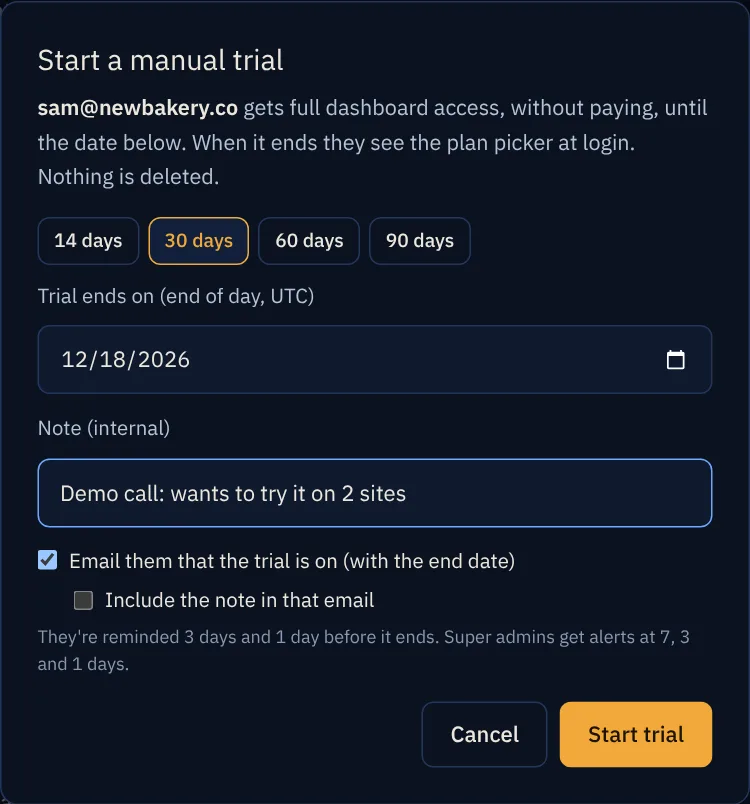 Start a manual trial
sam@newbakery.co gets full dashboard access, without paying, until
the date below. When it ends they see the plan picker at login.
Nothing is deleted.
14 days
30 days
60 days
90 days
Trial ends on (end of day, UTC)
12/18/2026
Note (internal)
Demo call: wants to try it on 2 sites
Email them that the trial is on (with the end date)
Include the note in that email
They're reminded 3 days and 1 day before it ends. Super admins get alerts at 7, 3
and 1 days.
Cancel
Start trial